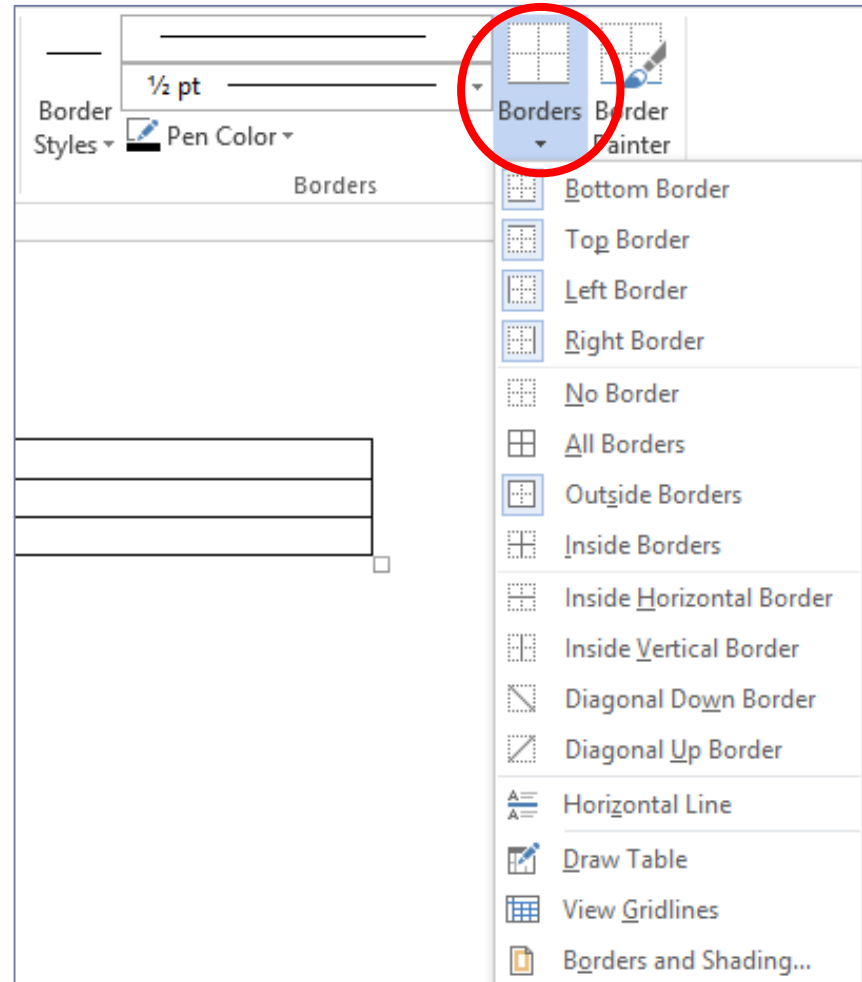 ½ pt
Border
Styles
Pen Color
Borders
Borders
Border
Painter
Bottom Border
Top Border
Left Border
Right Border
No Border
All Borders
Outside Borders
Inside Borders
Inside Horizontal Border
Inside Vertical Border
Diagonal Down Border
Diagonal Up Border
Horizontal Line
Draw Table
View Gridlines
Borders and Shading...